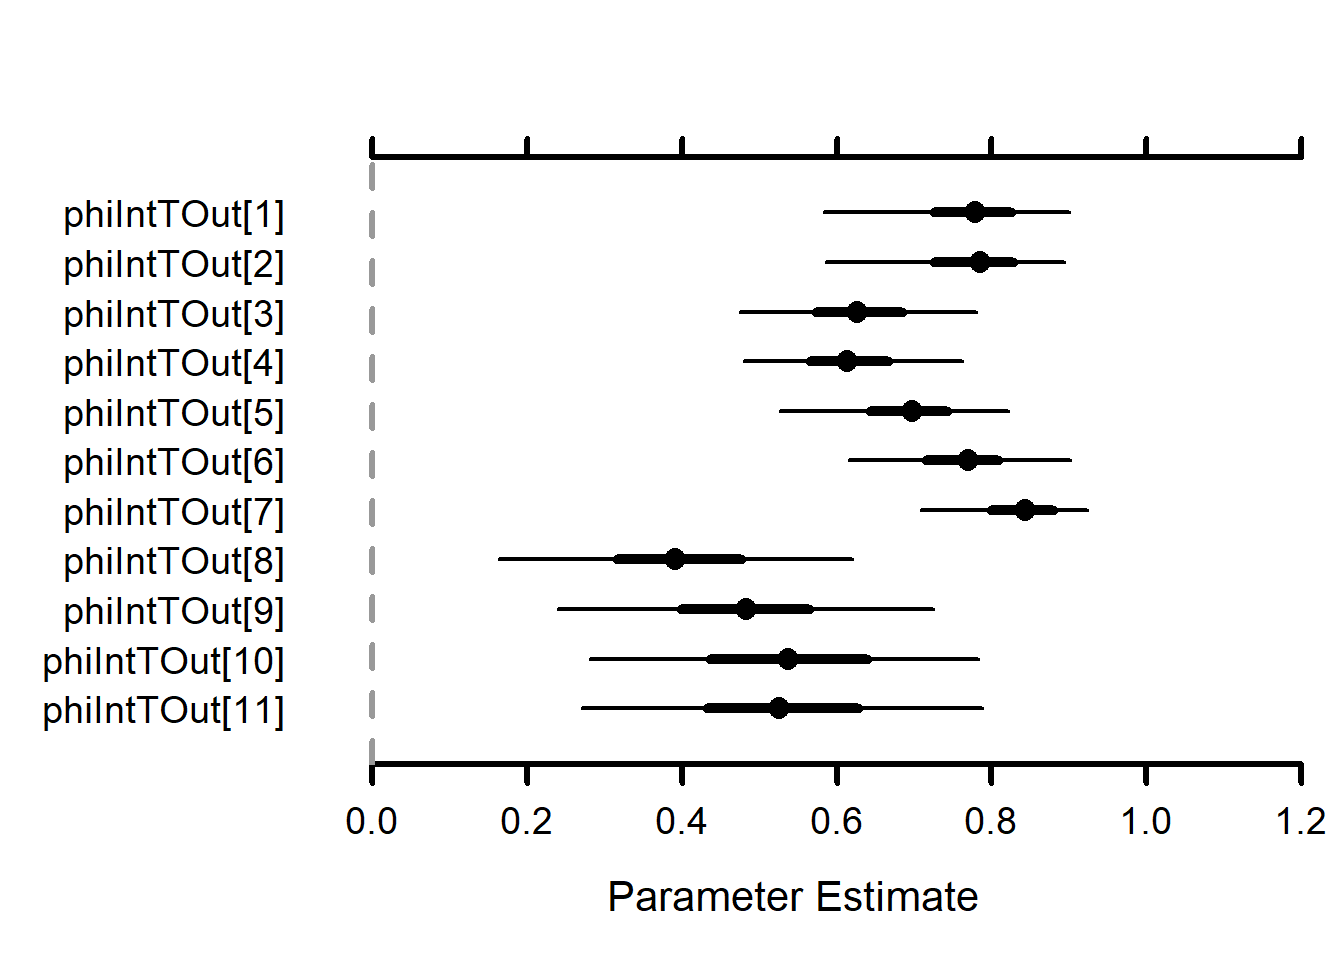 phiIntTOut[1]
phiIntTOut[2]
phiIntTOut[3]
phiIntTOut[4]
phiIntTOut[5]
phiIntTOut[6]
phiIntTOut[7]
phiIntTOut[8]
phiIntTOut[9]
phiIntTOut[10]
phiIntTOut[11]
0.0 0.2 0.4 0.6 0.8 1.0 1.2
Parameter Estimate